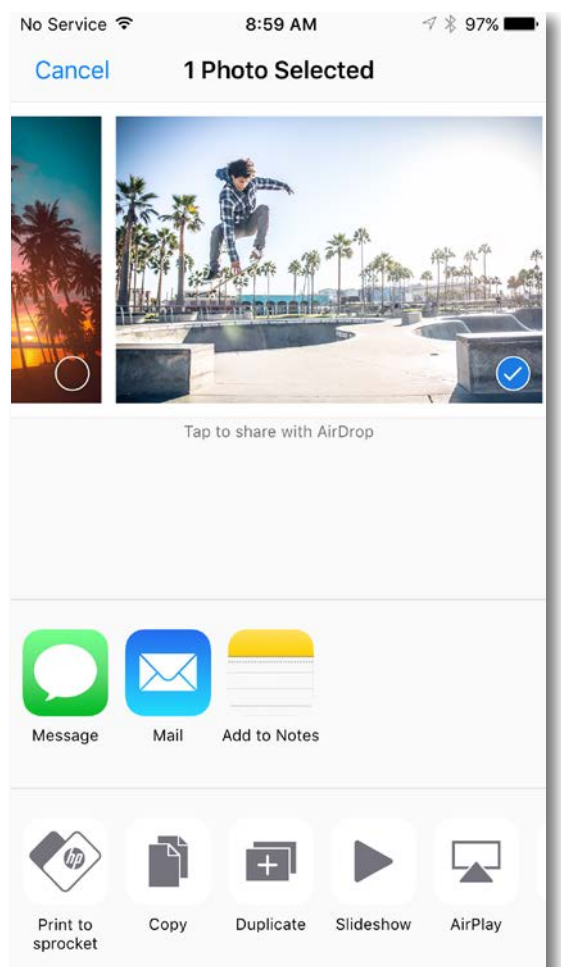 No Service 8:59 AM 97%
Cancel 1 Photo Selected
Tap to share with AirDrop
Message Mail Add to Notes
hp
Print to sprocket Copy Duplicate Slideshow AirPlay